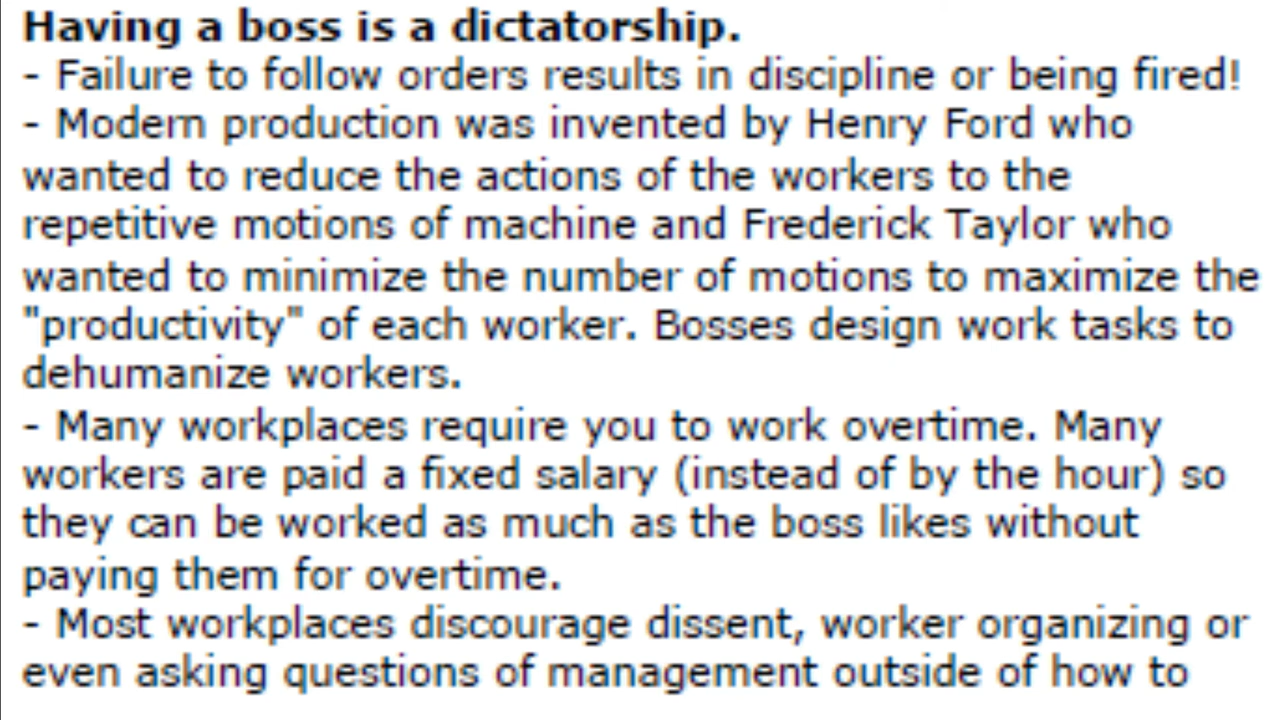 Having a boss is a dictatorship.
- Failure to follow orders results in discipline or being fired!
- Modern production was invented by Henry Ford who
wanted to reduce the actions of the workers to the
repetitive motions of machine and Frederick Taylor who
wanted to minimize the number of motions to maximize the
"productivity" of each worker. Bosses design work tasks to
dehumanize workers.
- Many workplaces require you to work overtime. Many
workers are paid a fixed salary (instead of by the hour) so
they can be worked as much as the boss likes without
paying them for overtime.
- Most workplaces discourage dissent, worker organizing or
even asking questions of management outside of how to